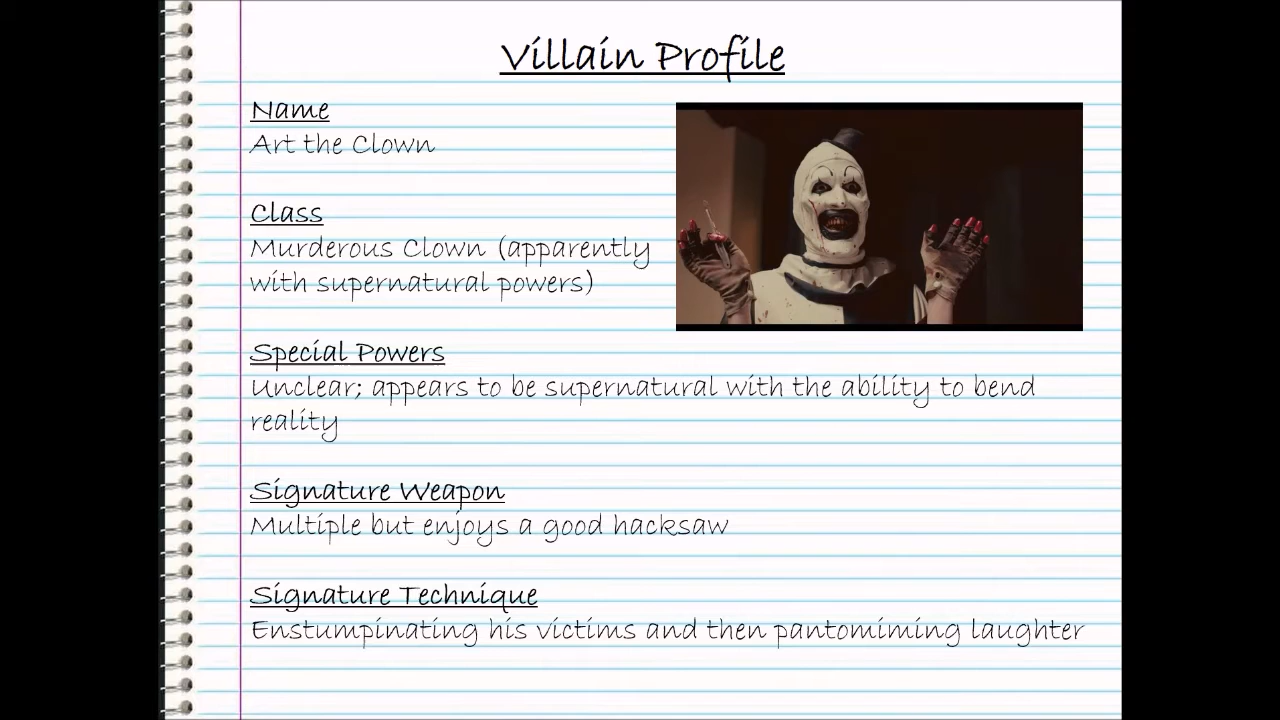 Villain Profile
Name
Art the Clown
Class
Murderous Clown (apparently
with supernatural powers)
Special Powers
Unclear; appears to be supernatural with the ability to bend
reality
Signature Weapon
Multiple but enjoys a good hacksaw
Signature Technique
Enstumpinating his victims and then pantomiming laughter